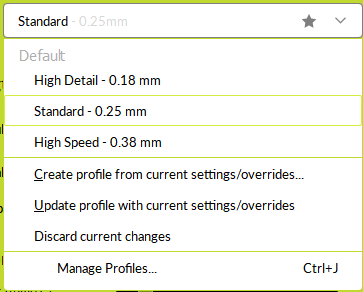 Standard - 0.25mm
Default
High Detail - 0.18 mm
Standard - 0.25 mm
High Speed - 0.38 mm
Create profile from current settings/overrides...
Update profile with current settings/overrides
Discard current changes
Manage Profiles... Ctrl+J